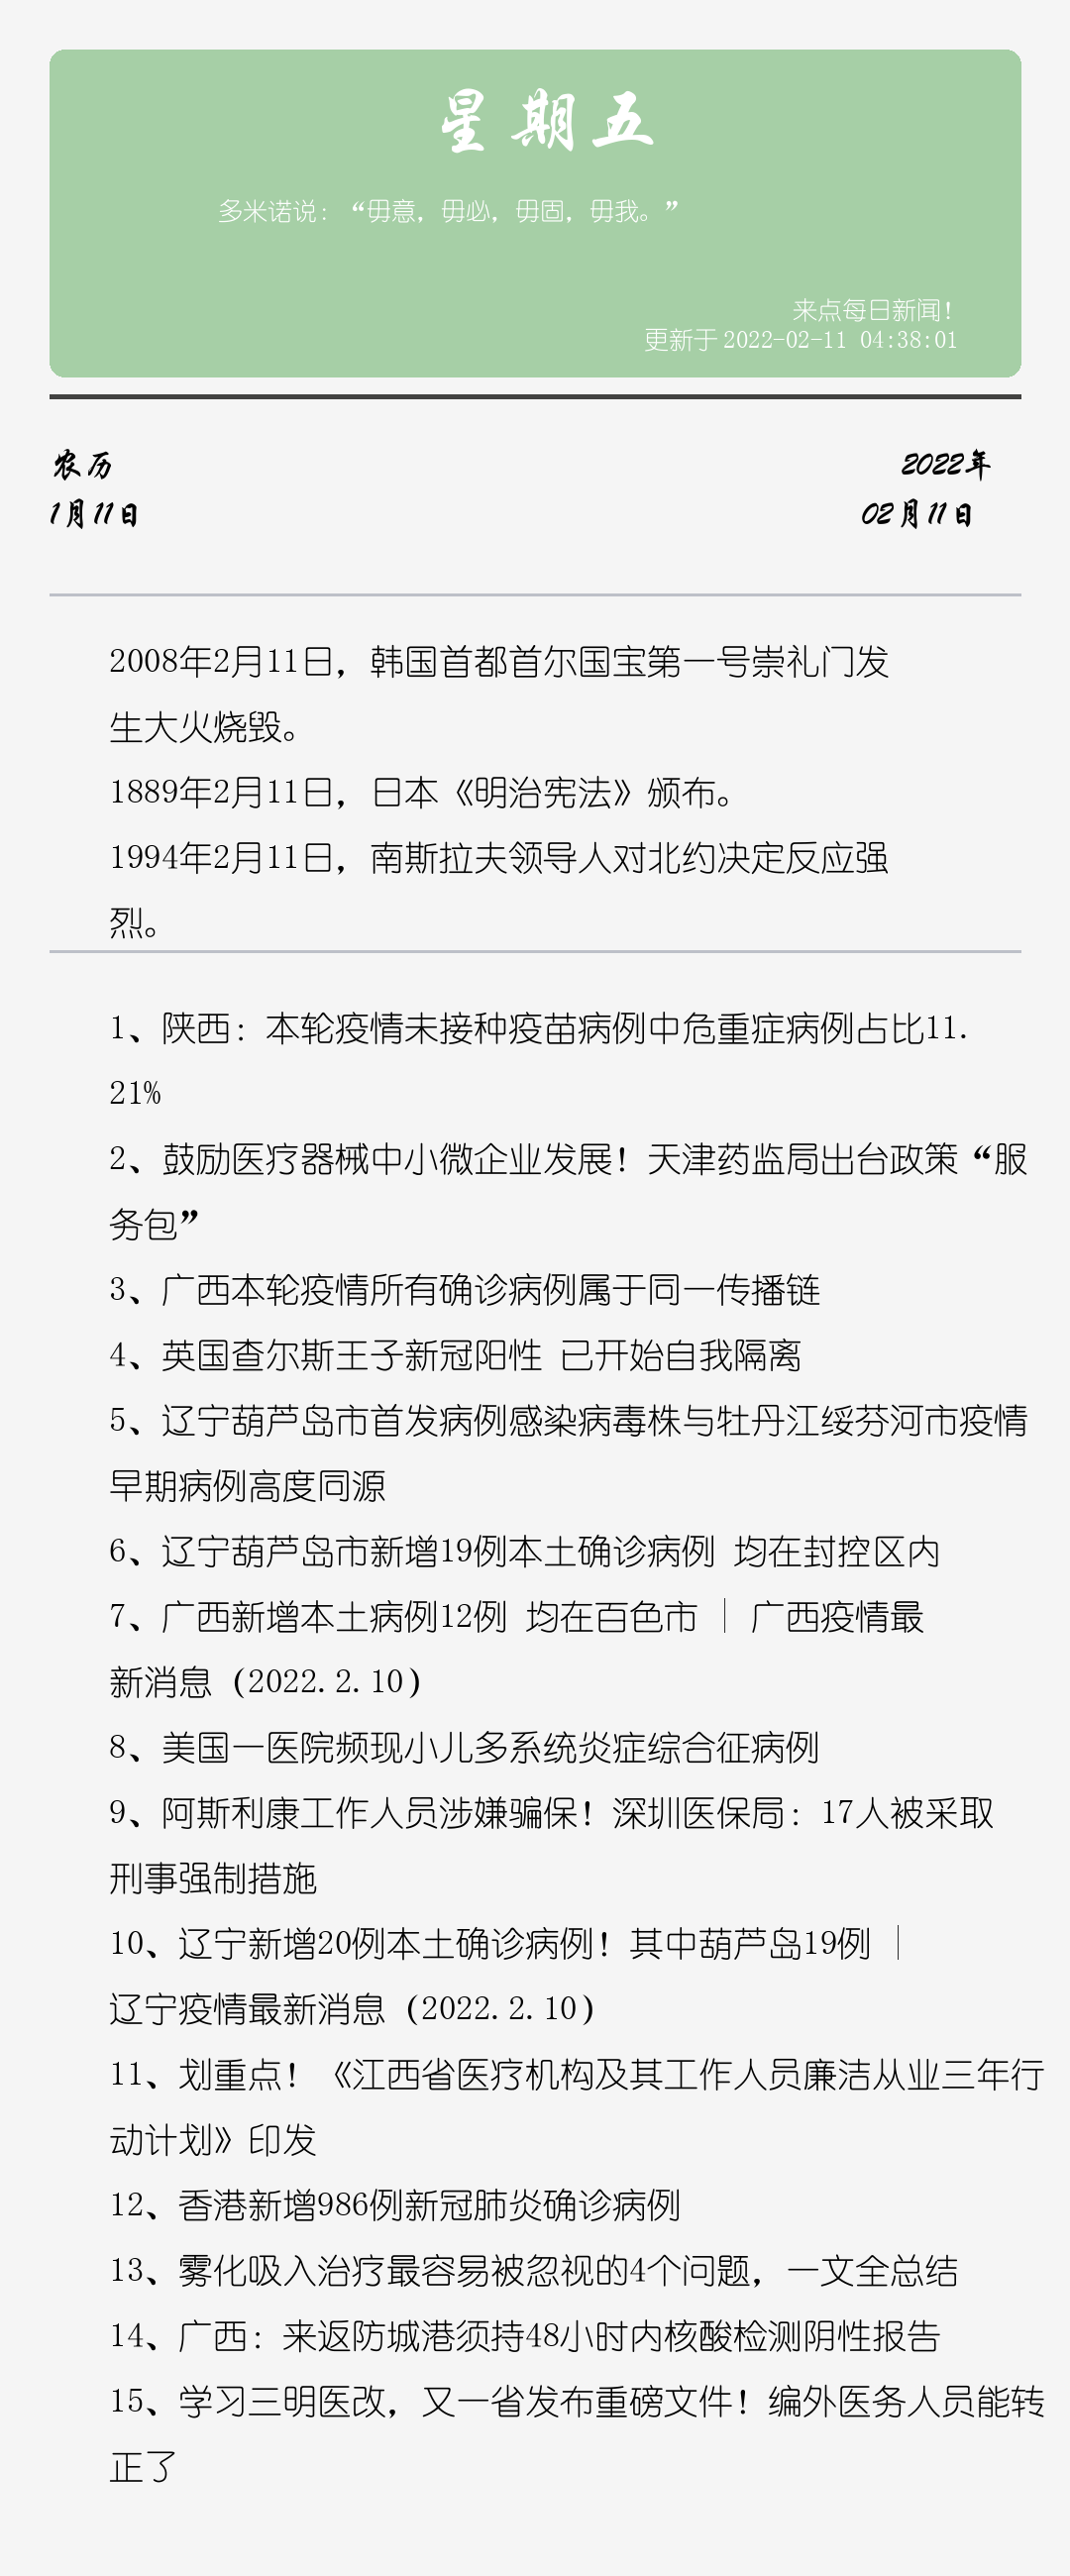 星期五
多米诺说：“毋意，毋必，毋固，毋我。”
来点每日新闻！
更新于 2022-02-11 04:38:01
农历
2022年
1月11日
02月11日
2008年2月11日，韩国首都首尔国宝第一号崇礼门发
生大火烧毁。
1889年2月11日，日本《明治宪法》颁布。
1994年2月11日，南斯拉夫领导人对北约决定反应强
烈。
1、陕西：本轮疫情未接种疫苗病例中危重症病例占比11.
21%
2、鼓励医疗器械中小微企业发展！天津药监局出台政策“服
务包”
3、广西本轮疫情所有确诊病例属于同一传播链
4、英国查尔斯王子新冠阳性 已开始自我隔离
5、辽宁葫芦岛市首发病例感染病毒株与牡丹江绥芬河市疫情
早期病例高度同源
6、辽宁葫芦岛市新增19例本土确诊病例 均在封控区内
7、广西新增本土病例12例 均在百色市 ｜ 广西疫情最
新消息（2022.2.10）
8、美国一医院频现小儿多系统炎症综合征病例
9、阿斯利康工作人员涉嫌骗保！深圳医保局：17人被采取
刑事强制措施
10、辽宁新增20例本土确诊病例！其中葫芦岛19例 ｜
辽宁疫情最新消息（2022.2.10）
11、划重点！《江西省医疗机构及其工作人员廉洁从业三年行
动计划》印发
12、香港新增986例新冠肺炎确诊病例
13、雾化吸入治疗最容易被忽视的4个问题，一文全总结
14、广西：来返防城港须持48小时内核酸检测阴性报告
15、学习三明医改，又一省发布重磅文件！编外医务人员能转
正了